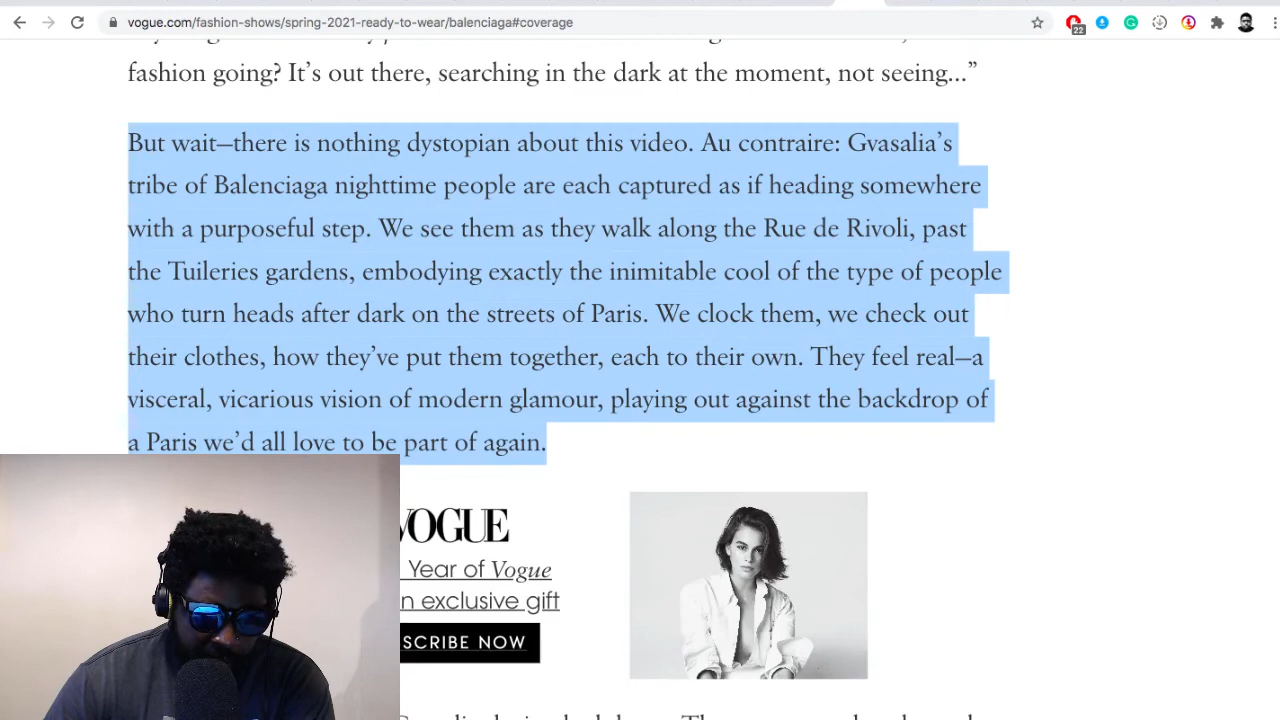 vogue.com/fashion-shows/spring-2021-ready-to-wear/balenciaga#coverage
22
fashion going? It’s out there, searching in the dark at the moment, not seeing...”
But wait—there is nothing dystopian about this video. Au contraire: Gvasalia’s
tribe of Balenciaga nighttime people are each captured as if heading somewhere
with a purposeful step. We see them as they walk along the Rue de Rivoli, past
the Tuileries gardens, embodying exactly the inimitable cool of the type of people
who turn heads after dark on the streets of Paris. We clock them, we check out
their clothes, how they’ve put them together, each to their own. They feel real—a
visceral, vicarious vision of modern glamour, playing out against the backdrop of
a Paris we’d all love to be part of again.
VOGUE
Year of Vogue
n exclusive gift
SCRIBE NOW